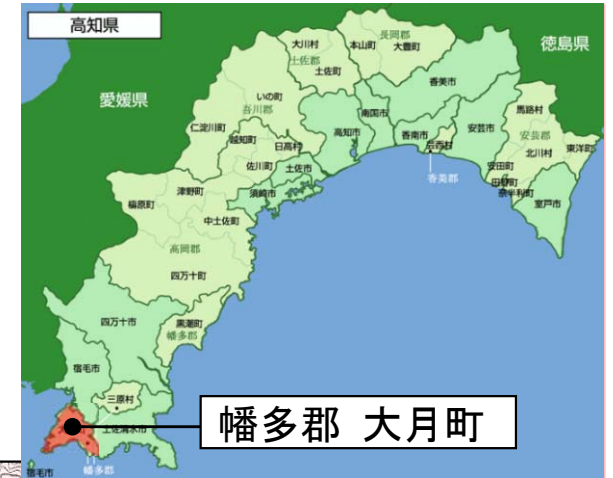 高知県
徳島県
愛媛県
大川村
本山町
長岡郡
大豊町
土佐郡
土佐町
香美市
いの町
吾川郡
馬路村
南国市
安芸市
安芸郡
仁淀川町
高知市
香南市
芸西村
北川村
東洋町
越知町
日高村
佐川町
土佐市
安田町
田野町
奈半利町
香美郡
室戸市
津野町
須崎市
梼原町
中土佐町
高岡郡
四万十町
四万十市
黒潮町
幡多郡
宿毛市
三原村
土佐清水市
幡多郡 大月町
宿毛市
幡多郡